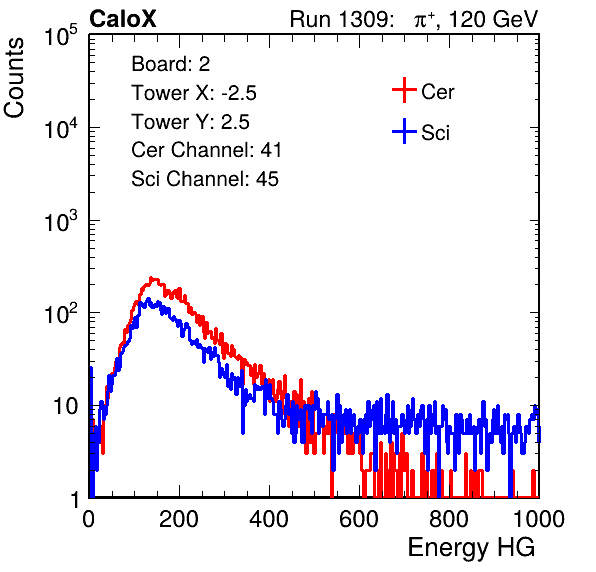 CaloX Run 1309: π⁺, 120 GeV
Counts
Board: 2
Tower X: -2.5
Tower Y: 2.5
Cer Channel: 41
Sci Channel: 45
Cer
Sci
10⁵
10⁴
10³
10²
10
1
0 200 400 600 800 1000
Energy HG